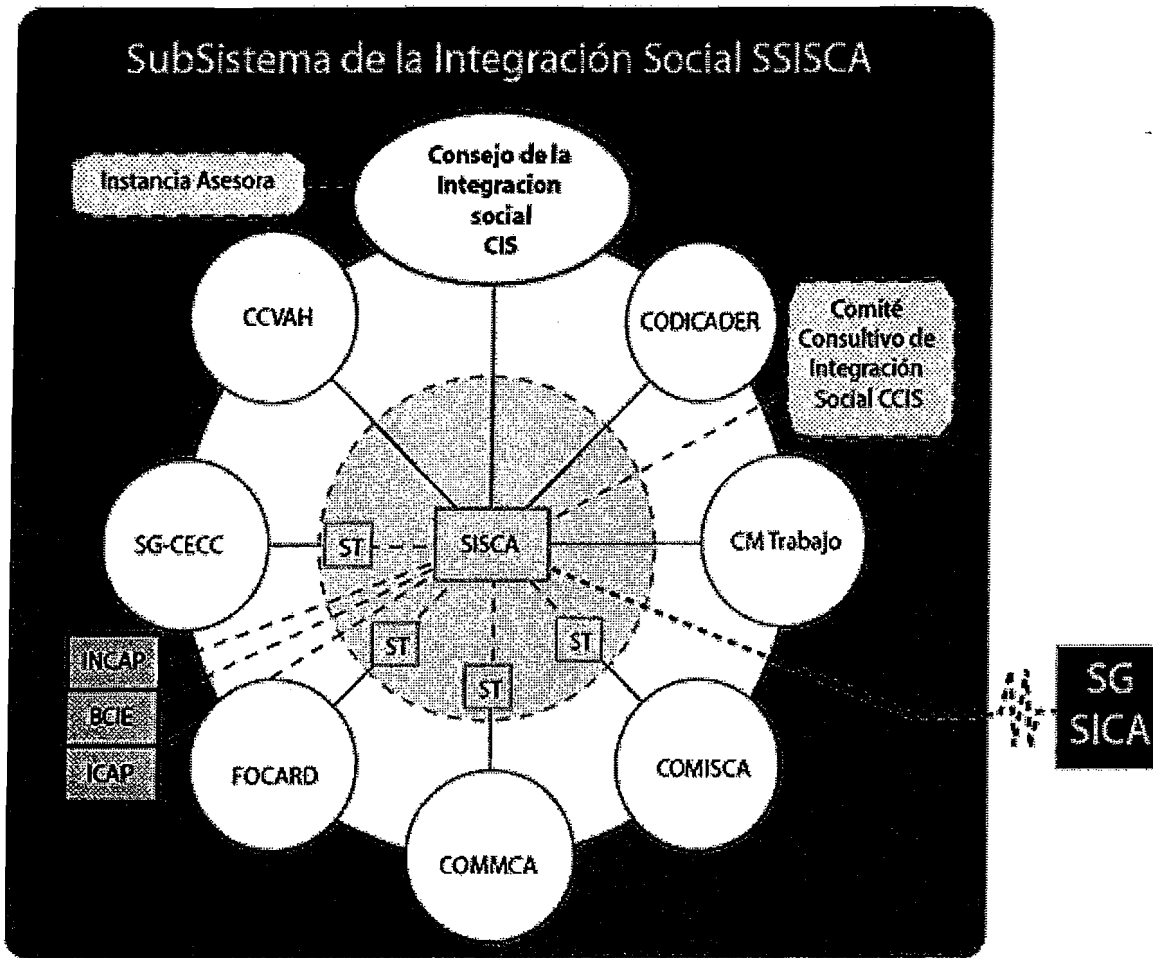 SubSistema de la Integración Social SSISCA
Instancia Asesora
Consejo de la
Integracion
social
CIS
CCVAH
CODICADER
Comité
Consultivo de
Integración
Social CCIS
SG-CECC
ST
SISCA
CM Trabajo
INCAP
BCIE
ICAP
ST
ST
ST
FOCARD
COMMCA
COMISCA
SG
SICA